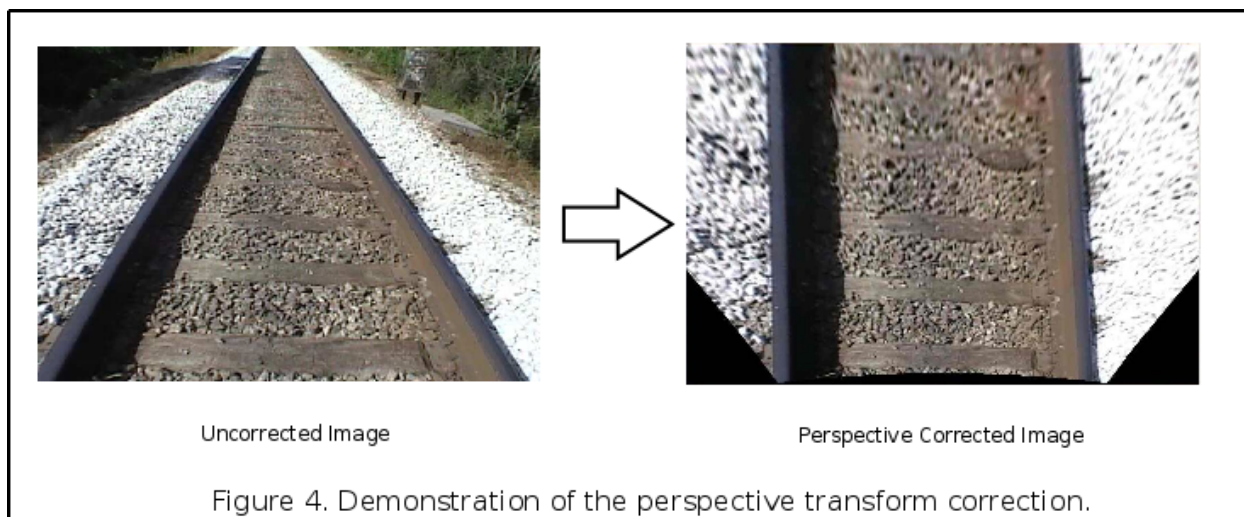 Uncorrected Image
Perspective Corrected Image
Figure 4. Demonstration of the perspective transform correction.